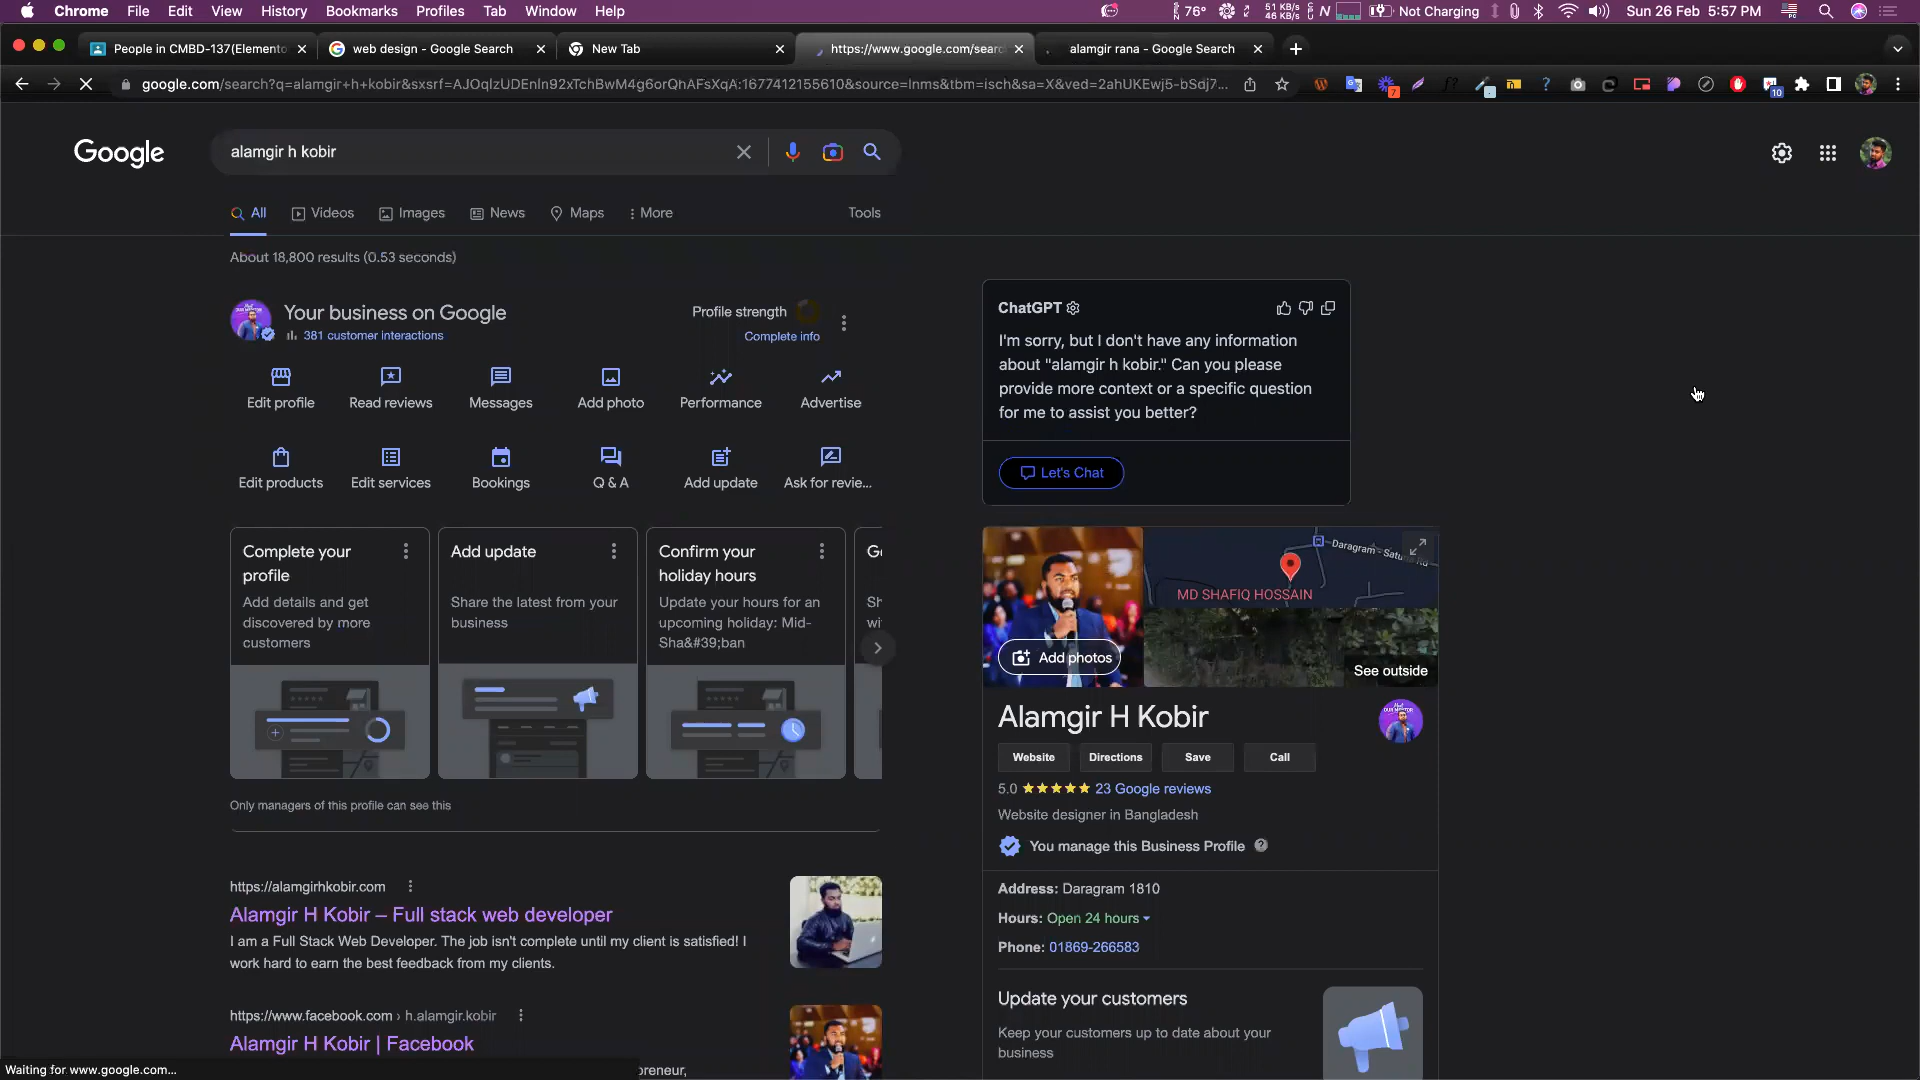 Chrome File Edit View History Bookmarks Profiles Tab Window Help
76° 51 KB/s 46 KB/s Not Charging Sun 26 Feb 5:57 PM
People in CMBD-137(Elemento web design - Google Search New Tab https://www.google.com/sear alamgir rana - Google Search
google.com/search?q=alamgir+h+kobir&sxsrf=AJOqlzUDEnln92xTchBwM4g6orQhAFsXqA:1677412155610&source=lnms&tbm=isch&sa=X&ved=2ahUKEwj5-bSdj7...
7
10
Google
alamgir h kobir
All Videos Images News Maps More Tools
About 18,800 results (0.53 seconds)
Your business on Google
381 customer interactions
Profile strength
Complete info
Edit profile Read reviews Messages Add photo Performance Advertise
Edit products Edit services Bookings Q & A Add update Ask for revie...
Complete your profile
Add details and get
discovered by more
customers
Add update
Share the latest from your
business
Confirm your
holiday hours
Update your hours for an
upcoming holiday: Mid-
Sha&#39;ban
Only managers of this profile can see this
https://alamgirhkobir.com
Alamgir H Kobir – Full stack web developer
I am a Full Stack Web Developer. The job isn't complete until my client is satisfied! I
work hard to earn the best feedback from my clients.
https://www.facebook.com › h.alamgir.kobir
Alamgir H Kobir | Facebook
preneur,
Waiting for www.google.com...
ChatGPT
I'm sorry, but I don't have any information
about "alamgir h kobir." Can you please
provide more context or a specific question
for me to assist you better?
Let's Chat
MD SHAFIQ HOSSAIN
Add photos
See outside
Alamgir H Kobir
Website Directions Save Call
5.0 23 Google reviews
Website designer in Bangladesh
You manage this Business Profile
Address: Daragram 1810
Hours: Open 24 hours
Phone: 01869-266583
Update your customers
Keep your customers up to date about your
business